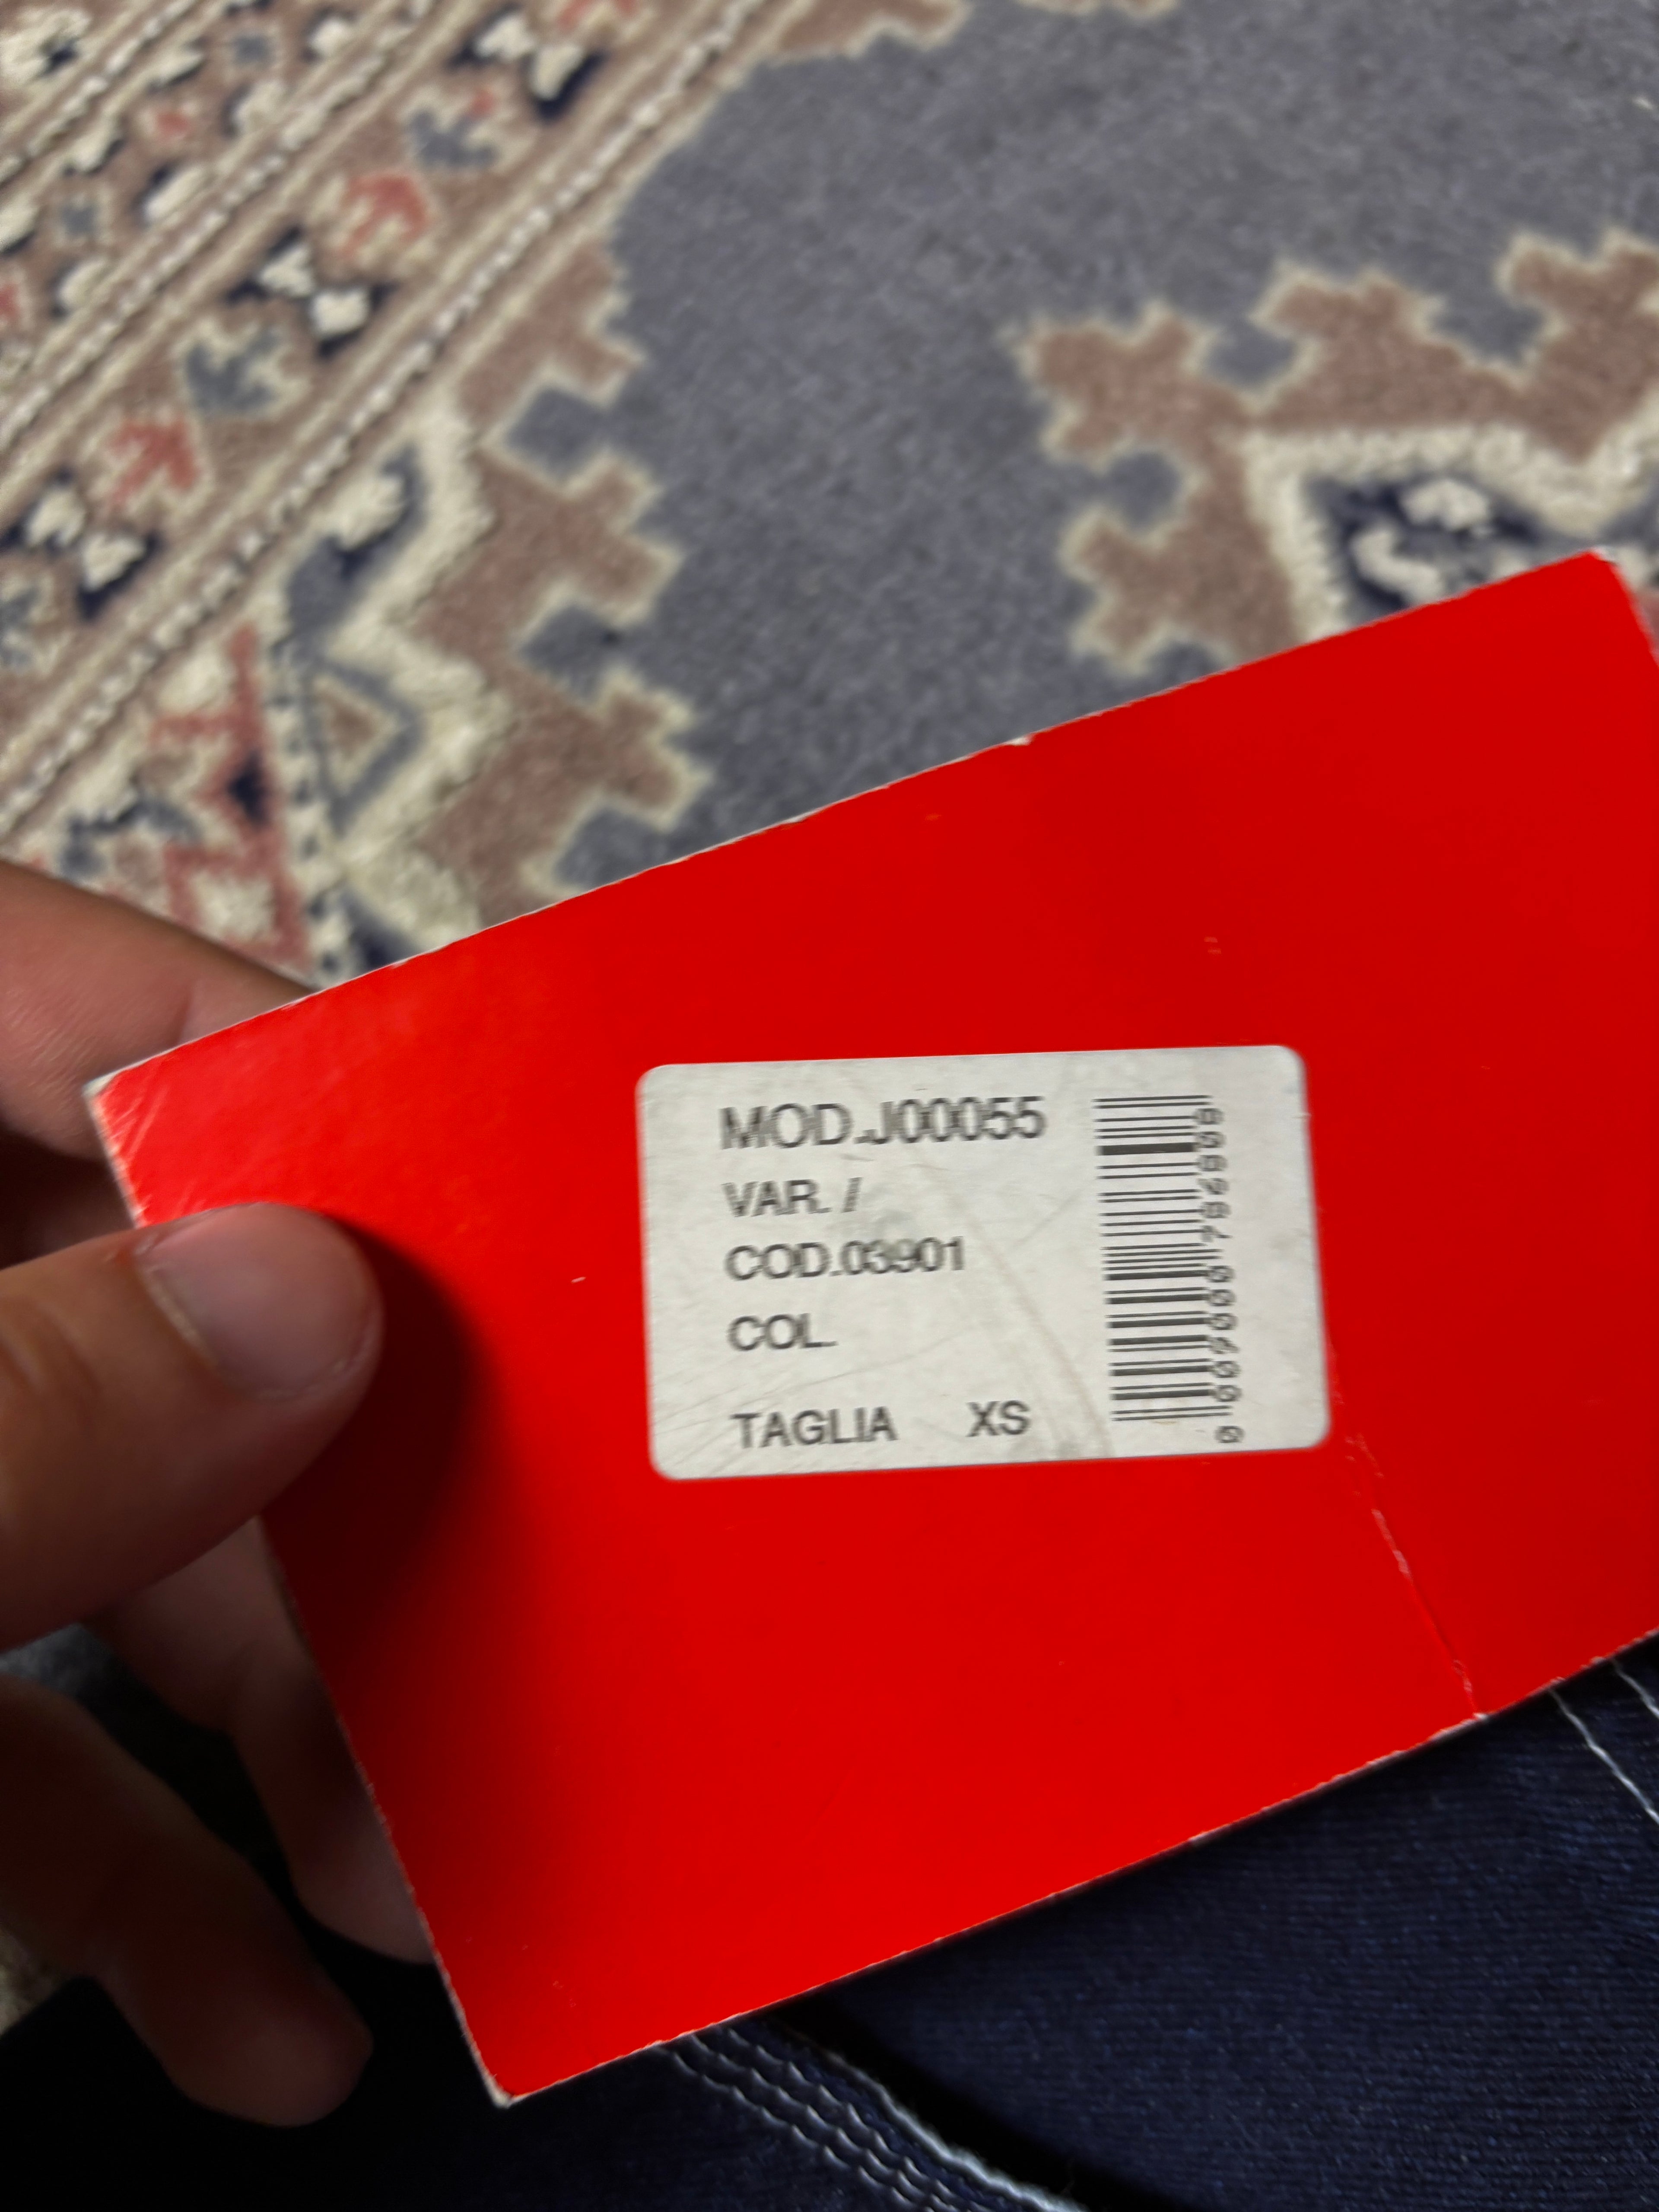 MOD.J00055
VAR. /
COD.03901
COL.
TAGLIA XS